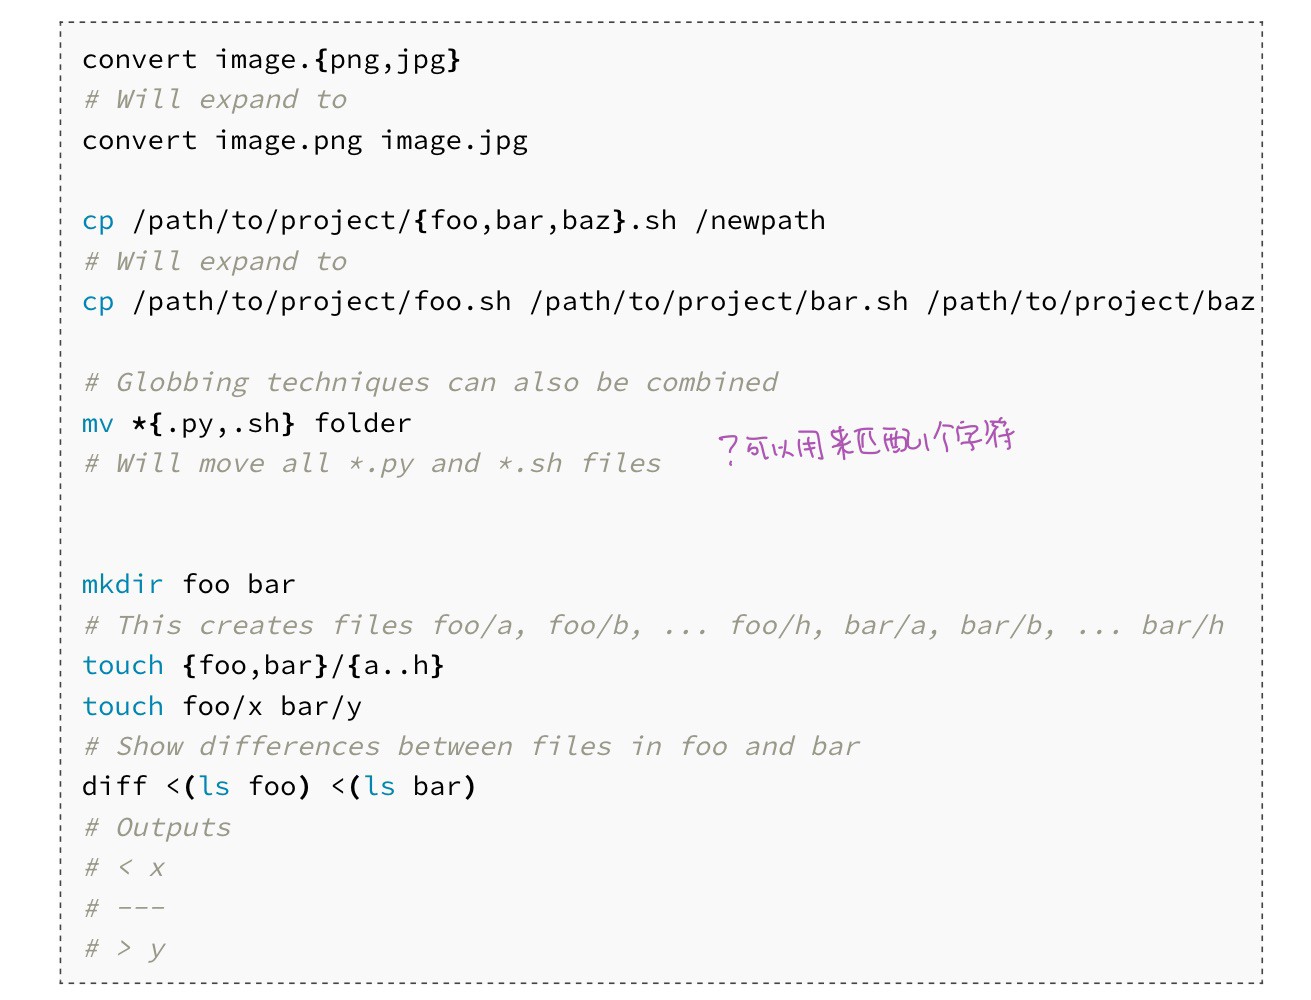 convert image.{png,jpg}
# Will expand to
convert image.png image.jpg
cp /path/to/project/{foo,bar,baz}.sh /newpath
# Will expand to
cp /path/to/project/foo.sh /path/to/project/bar.sh /path/to/project/baz
# Globbing techniques can also be combined
mv *{.py,.sh} folder
?可以用来匹配1个字符
# Will move all *.py and *.sh files
mkdir foo bar
# This creates files foo/a, foo/b, ... foo/h, bar/a, bar/b, ... bar/h
touch {foo,bar}/{a..h}
touch foo/x bar/y
# Show differences between files in foo and bar
diff <(ls foo) <(ls bar)
# Outputs
# < x
# ---
# > y